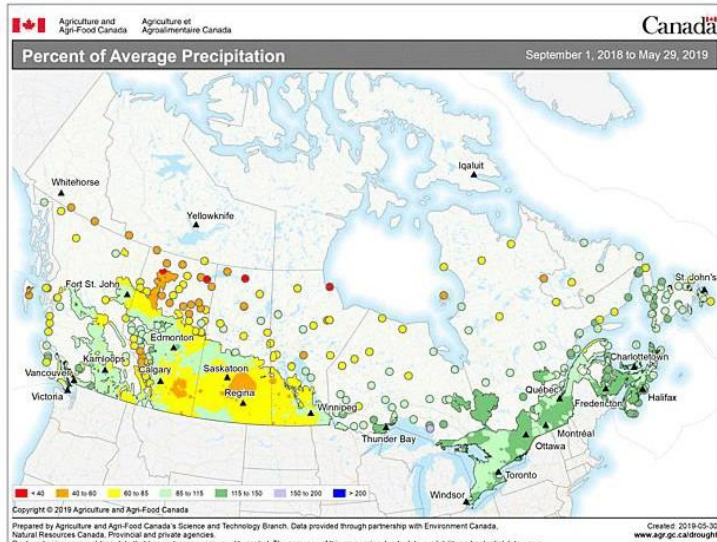 Agriculture and
Agri-Food Canada
Agriculture et
Agroalimentaire Canada
Canada
Percent of Average Precipitation
September 1, 2018 to May 29, 2019
Iqaluit
Whitehorse
Yellowknife
St. John's
Fort St. John
Edmonton
Charlottetown
Kamloops
Calgary
Saskatoon
Vancouver
Québec
Regina
Fredericton
Halifax
Victoria
Winnipeg
Montréal
Thunder Bay
Ottawa
Toronto
Windsor
< 40
40 to 60
60 to 85
85 to 115
115 to 150
150 to 200
> 200
Copyright © 2019 Agriculture and Agri-Food Canada
Prepared by Agriculture and Agri-Food Canada's Science and Technology Branch. Data provided through partnership with Environment Canada,
Natural Resources Canada, Provincial and private agencies.
Created: 2019-05-30
www.agr.gc.ca/drought